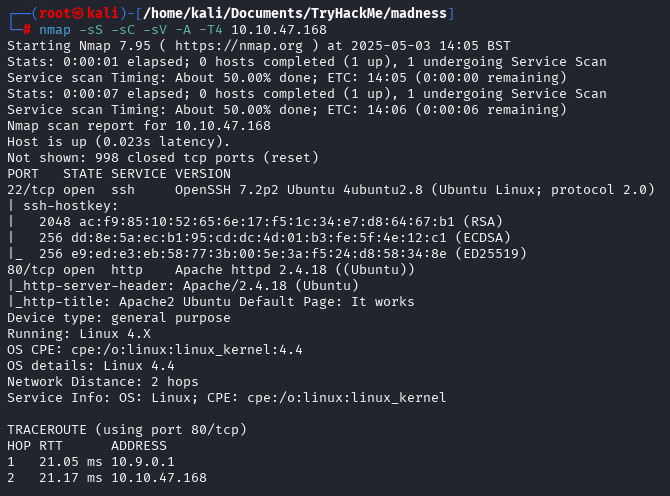 ┌──(root㉿kali)-[/home/kali/Documents/TryHackMe/madness]
└─# nmap -sS -sC -sV -A -T4 10.10.47.168
Starting Nmap 7.95 ( https://nmap.org ) at 2025-05-03 14:05 BST
Stats: 0:00:01 elapsed; 0 hosts completed (1 up), 1 undergoing Service Scan
Service scan Timing: About 50.00% done; ETC: 14:05 (0:00:00 remaining)
Stats: 0:00:07 elapsed; 0 hosts completed (1 up), 1 undergoing Service Scan
Service scan Timing: About 50.00% done; ETC: 14:06 (0:00:06 remaining)
Nmap scan report for 10.10.47.168
Host is up (0.023s latency).
Not shown: 998 closed tcp ports (reset)
PORT   STATE SERVICE VERSION
22/tcp open  ssh     OpenSSH 7.2p2 Ubuntu 4ubuntu2.8 (Ubuntu Linux; protocol 2.0)
| ssh-hostkey:
|   2048 ac:f9:85:10:52:65:6e:17:f5:1c:34:e7:d8:64:67:b1 (RSA)
|   256 dd:8e:5a:ec:b1:95:cd:dc:4d:01:b3:fe:5f:4e:12:c1 (ECDSA)
|_  256 e9:ed:e3:eb:58:77:3b:00:5e:3a:f5:24:d8:58:34:8e (ED25519)
80/tcp open  http    Apache httpd 2.4.18 ((Ubuntu))
|_http-server-header: Apache/2.4.18 (Ubuntu)
|_http-title: Apache2 Ubuntu Default Page: It works
Device type: general purpose
Running: Linux 4.X
OS CPE: cpe:/o:linux:linux_kernel:4.4
OS details: Linux 4.4
Network Distance: 2 hops
Service Info: OS: Linux; CPE: cpe:/o:linux:linux_kernel
TRACEROUTE (using port 80/tcp)
HOP RTT      ADDRESS
1   21.05 ms 10.9.0.1
2   21.17 ms 10.10.47.168